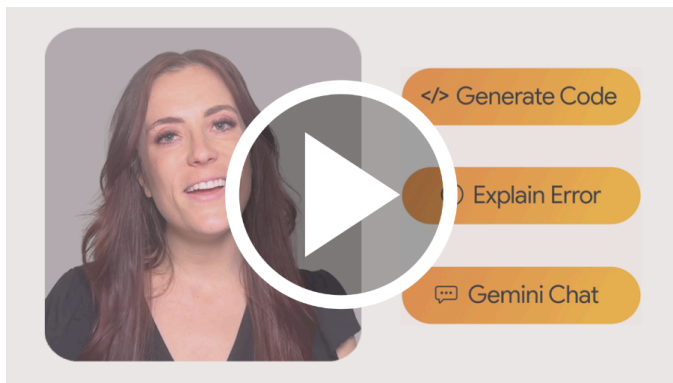 </> Generate Code
Explain Error
Gemini Chat